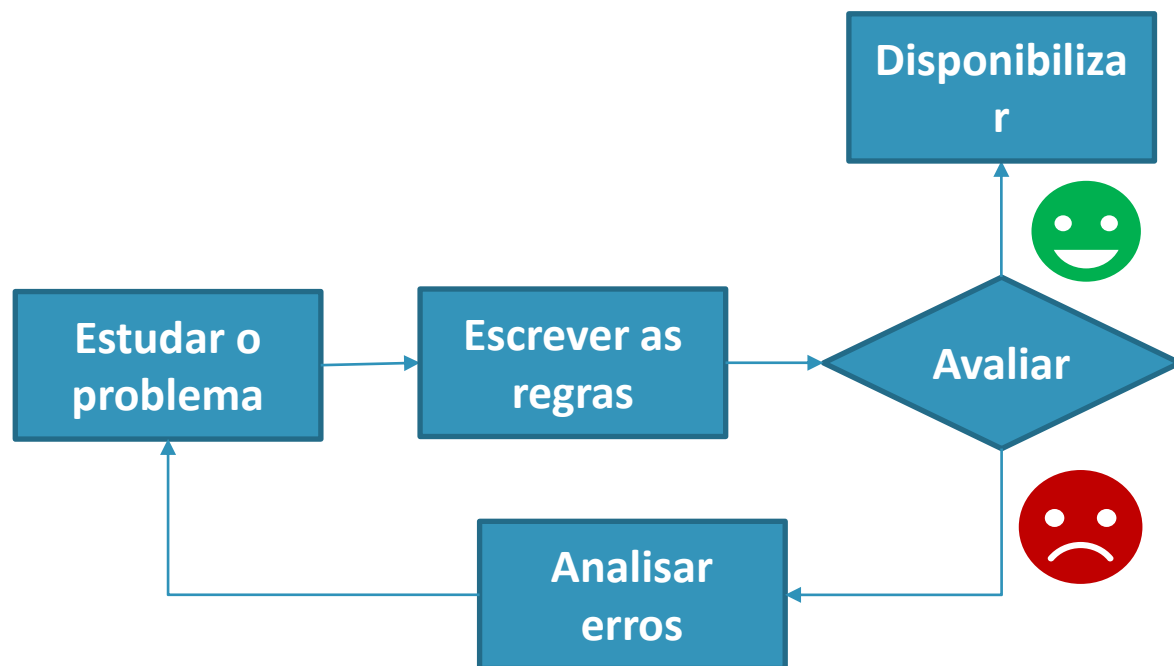 Disponibiliza
r
Estudar o
problema
Escrever as
regras
Avaliar
Analisar
erros